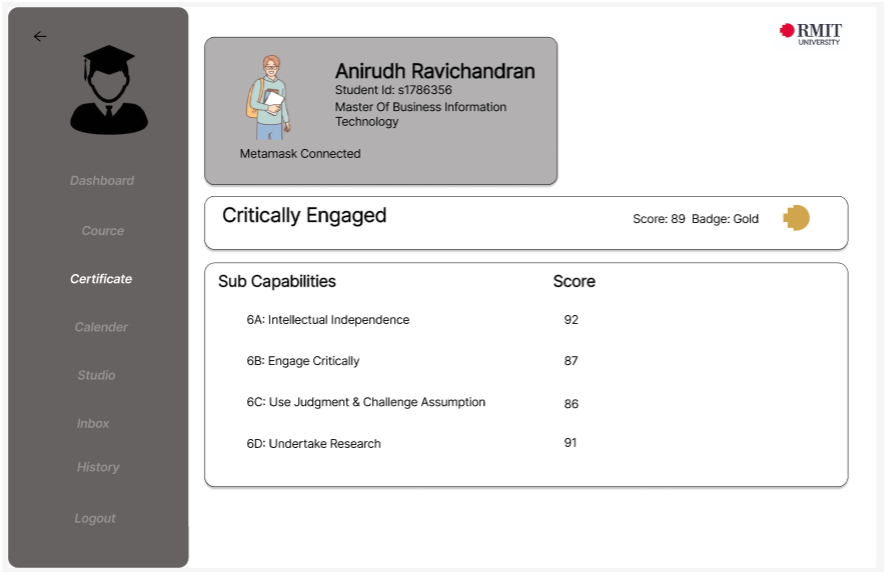 RMIT
UNIVERSITY
Anirudh Ravichandran
Student Id: s1786356
Master Of Business Information
Technology
Metamask Connected
Dashboard
Cource
Certificate
Calender
Studio
Inbox
History
Logout
Critically Engaged
Score: 89 Badge: Gold
Sub Capabilities Score
6A: Intellectual Independence 92
6B: Engage Critically 87
6C: Use Judgment & Challenge Assumption 86
6D: Undertake Research 91